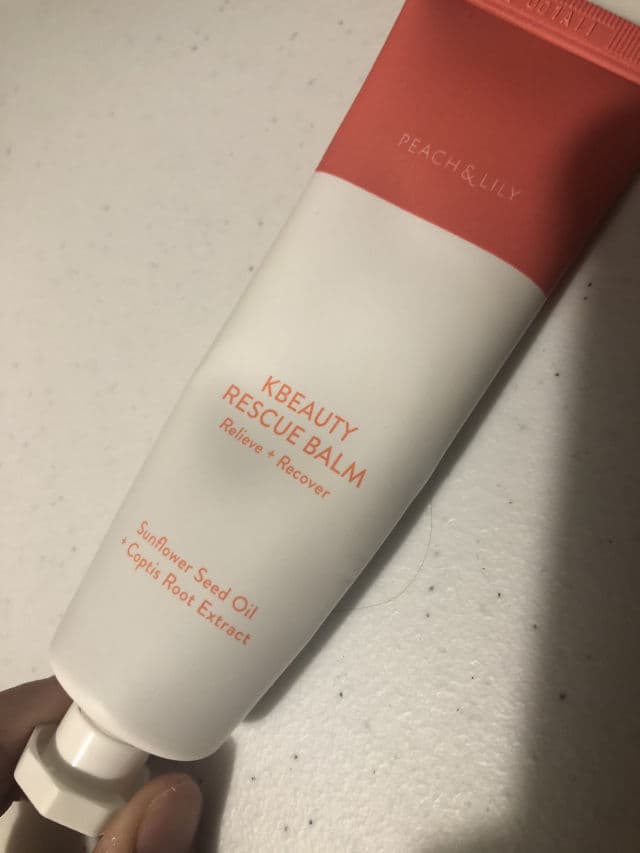 PEACH & LILY
KBEAUTY
RESCUE BALM
Relieve + Recover
Sunflower Seed Oil
+ Coptis Root Extract